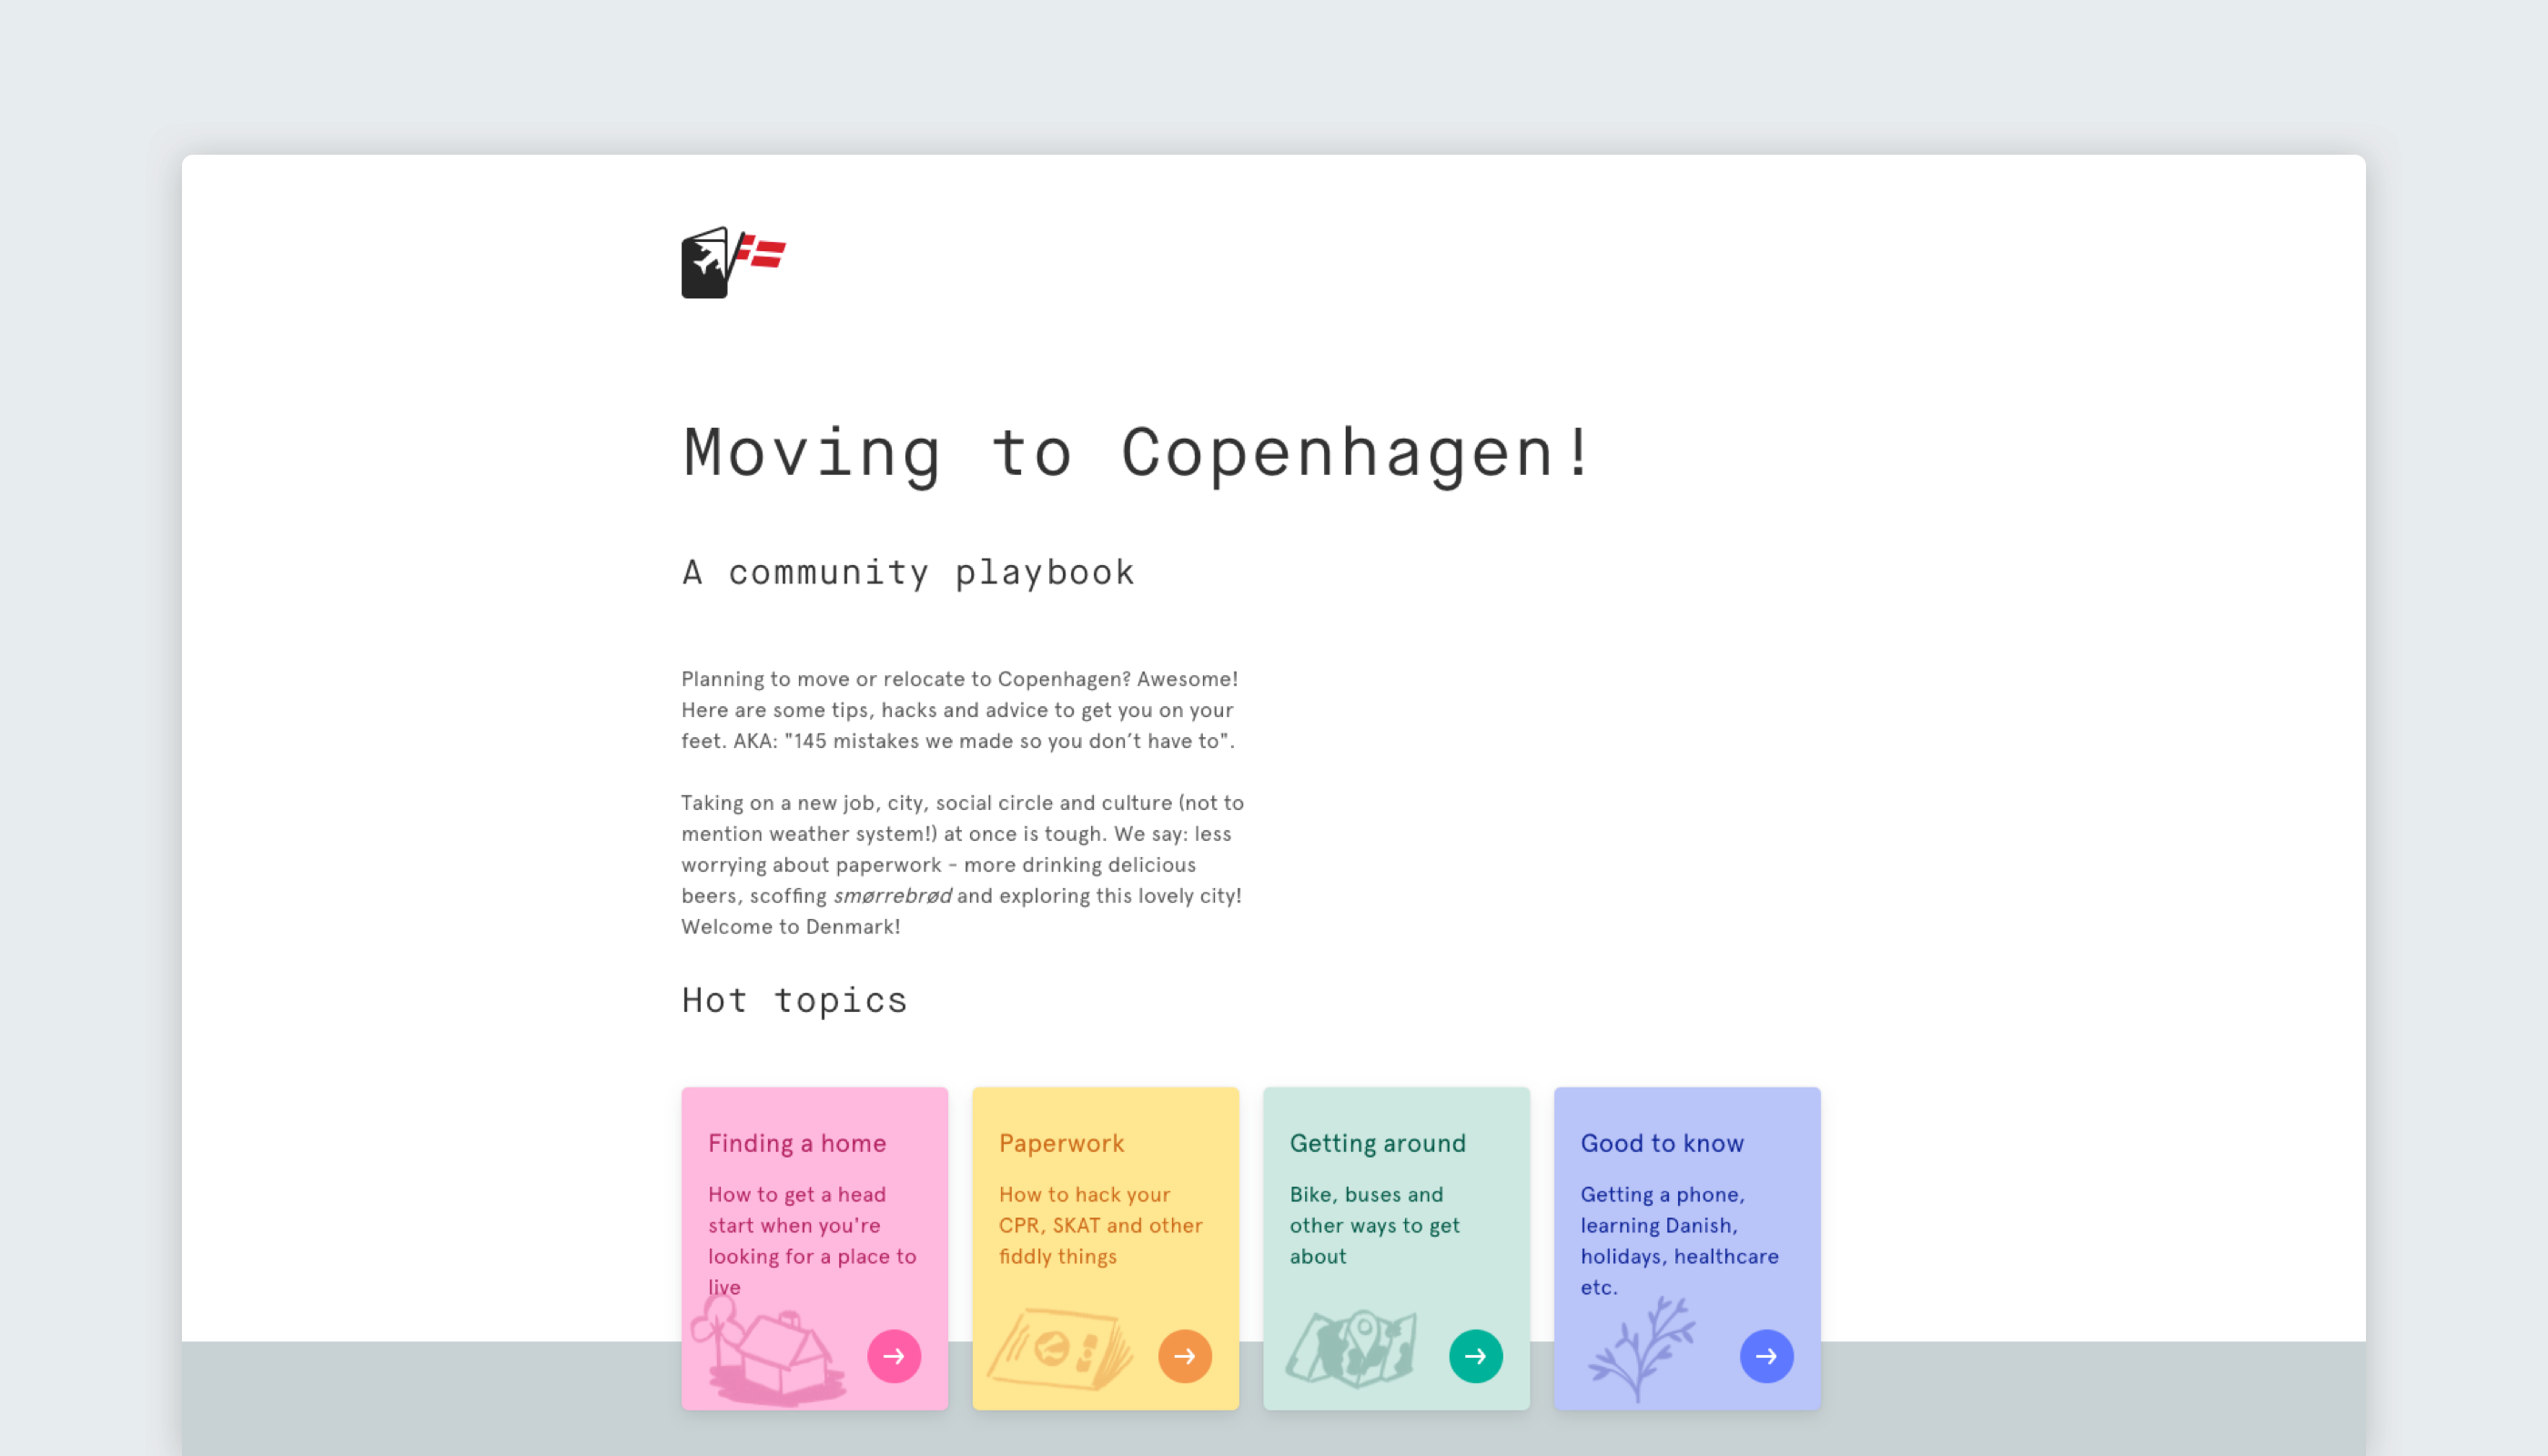 Moving to Copenhagen!
A community playbook
Planning to move or relocate to Copenhagen? Awesome!
Here are some tips, hacks and advice to get you on your
feet. AKA: "145 mistakes we made so you don’t have to".
Taking on a new job, city, social circle and culture (not to
mention weather system!) at once is tough. We say: less
worrying about paperwork - more drinking delicious
beers, scoffing smørrebrød and exploring this lovely city!
Welcome to Denmark!
Hot topics
Finding a home
How to get a head
start when you're
looking for a place to
live
Paperwork
How to hack your
CPR, SKAT and other
fiddly things
Getting around
Bike, buses and
other ways to get
about
Good to know
Getting a phone,
learning Danish,
holidays, healthcare
etc.